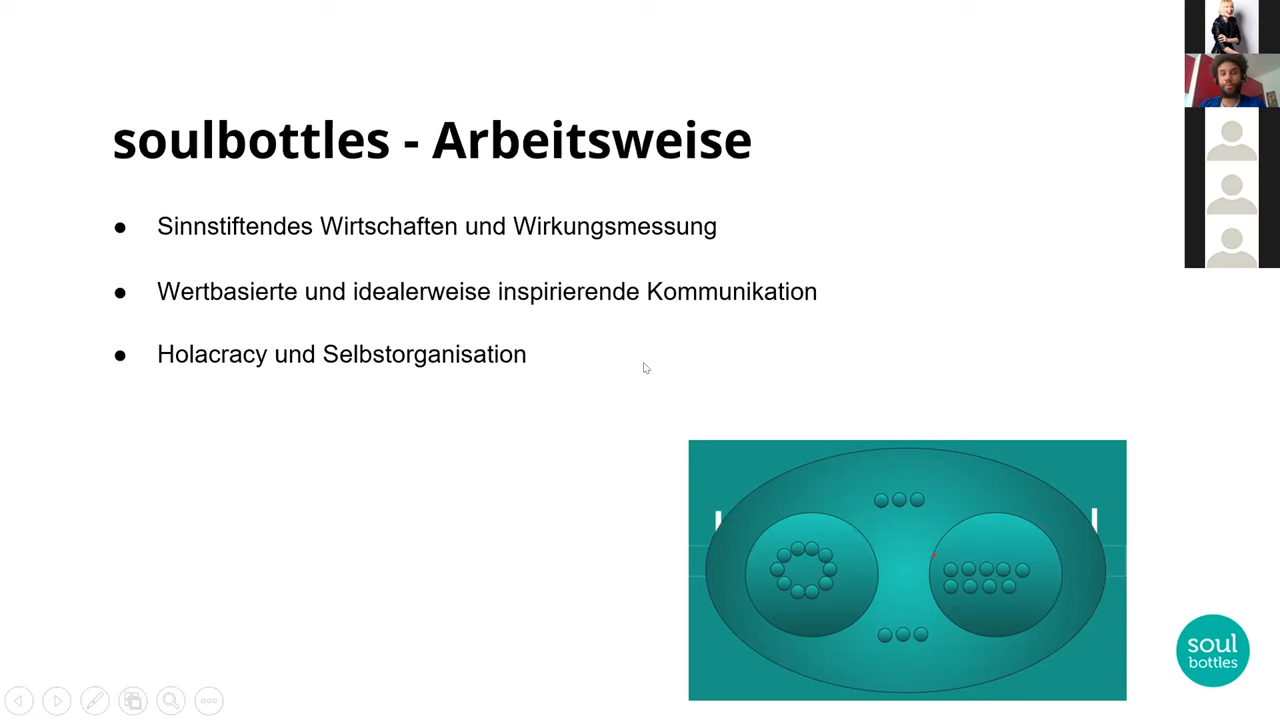 soulbottles - Arbeitsweise
● Sinnstiftendes Wirtschaften und Wirkungsmessung
● Wertbasierte und idealerweise inspirierende Kommunikation
● Holacracy und Selbstorganisation
soul
bottles